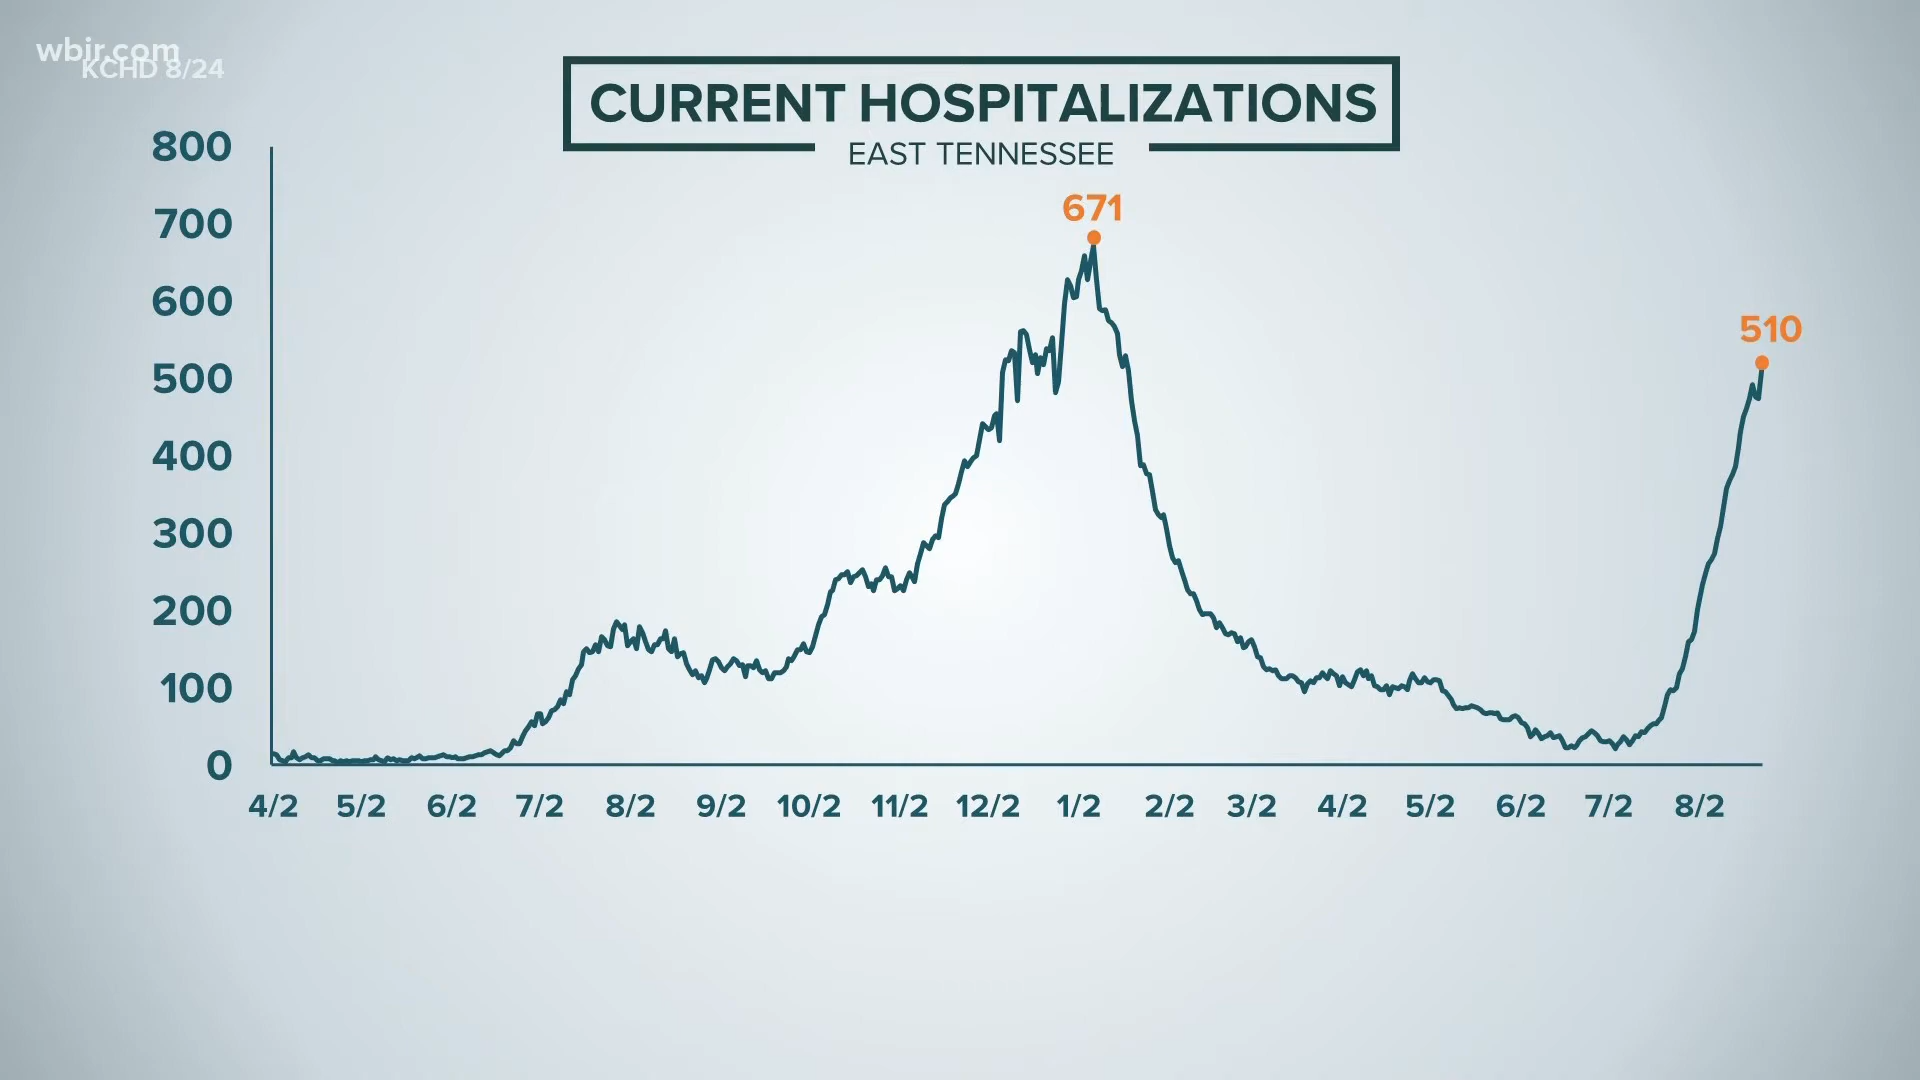 wbir.com
KCHD 8/24
CURRENT HOSPITALIZATIONS
EAST TENNESSEE
800
700
600
500
400
300
200
100
0
671
510
4/2 5/2 6/2 7/2 8/2 9/2 10/2 11/2 12/2 1/2 2/2 3/2 4/2 5/2 6/2 7/2 8/2